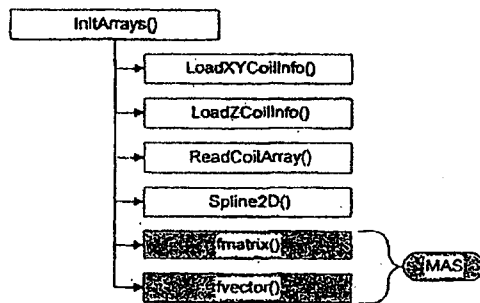 InitArrays()
LoadXYCoilInfo()
LoadZCoilInfo()
ReadCoilArray()
Spline2D()
fmatrix()
fvector()
MAS